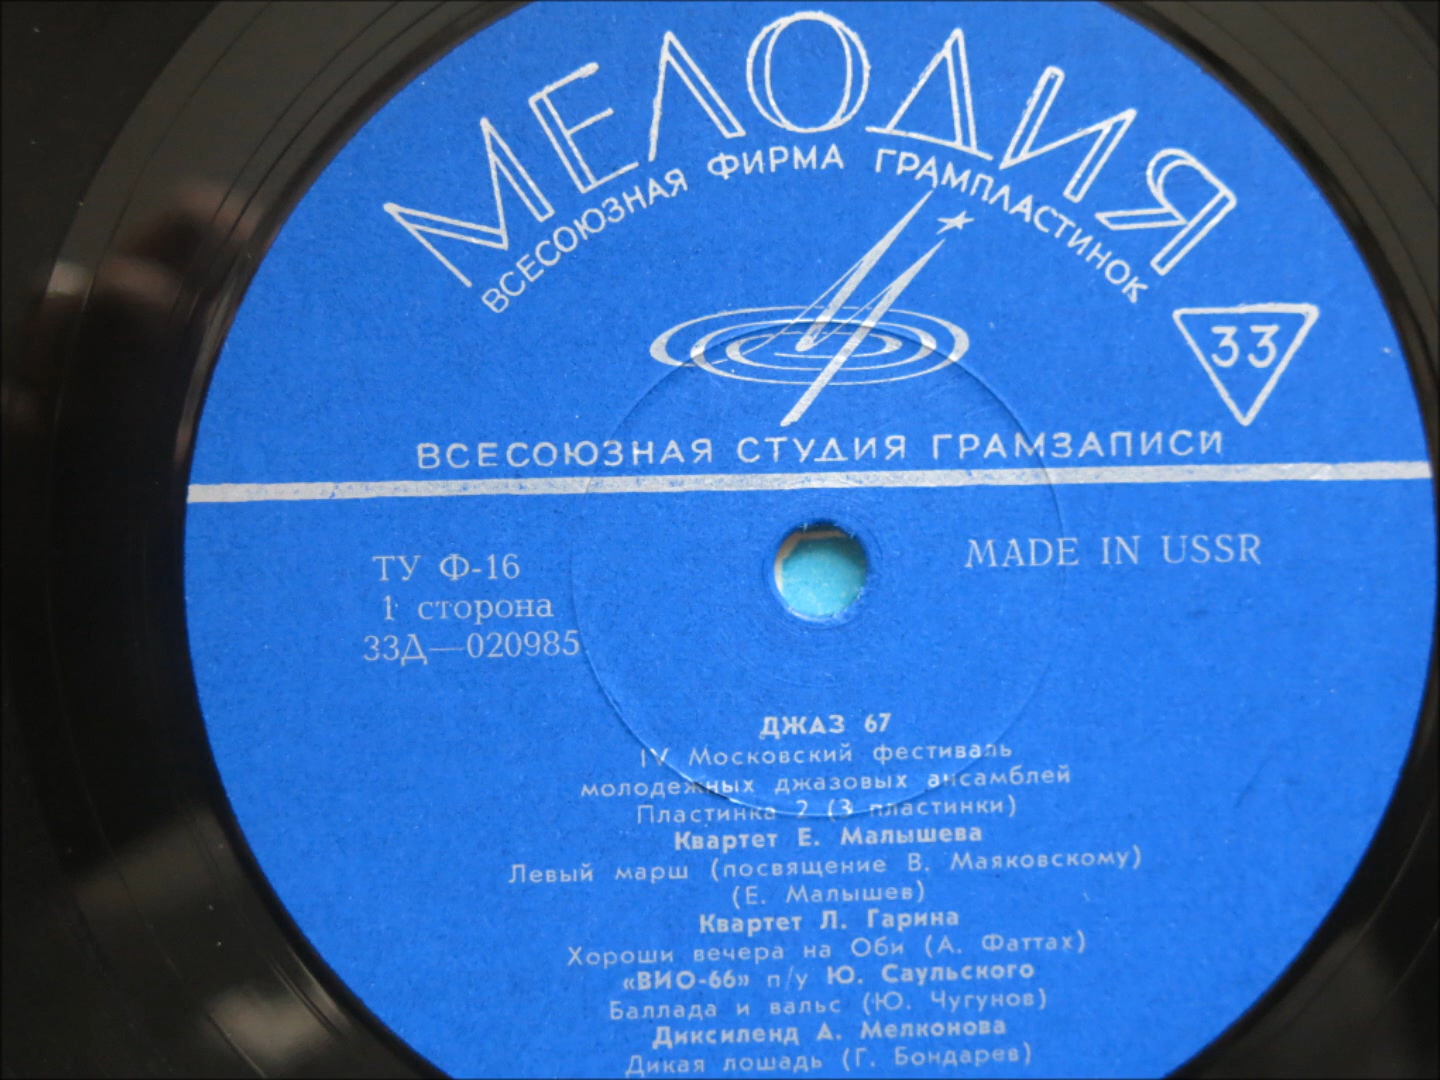 МЕЛОДИЯ
ВСЕСОЮЗНАЯ ФИРМА ГРАМПЛАСТИНОК
33
ВСЕСОЮЗНАЯ СТУДИЯ ГРАМЗАПИСИ
ТУ Ф-16
MADE IN USSR
1 сторона
33Д—020985
ДЖАЗ 67
IV Московский фестиваль
молодежных джазовых ансамблей
Пластинка 2 (3 пластинки)
Квартет Е. Малышева
Левый марш (посвящение В. Маяковскому)
(Е. Малышев)
Квартет Л. Гарина
Хороши вечера на Оби (А. Фаттах)
«ВИО-66» п/у Ю. Саульского
Баллада и вальс (Ю. Чугунов)
Диксиленд А. Мелконова
Дикая лошадь (Г. Бондарев)